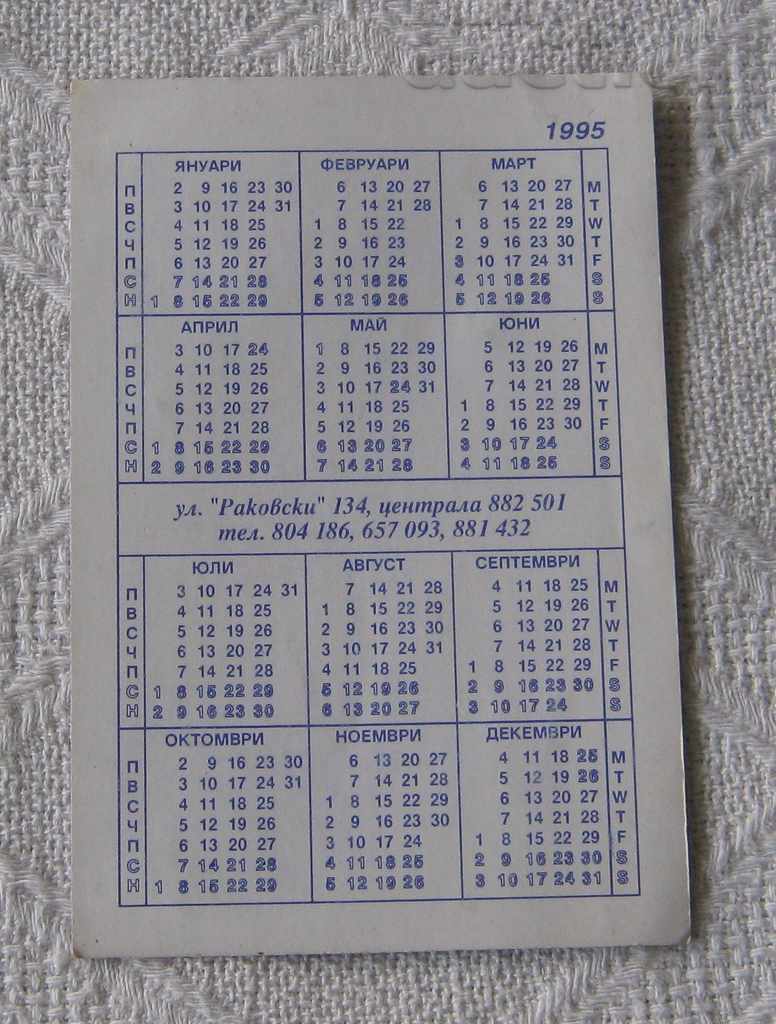 1995
ЯНУАРИ ФЕВРУАРИ МАРТ
П 2 9 16 23 30 6 13 20 27 6 13 20 27 M
В 3 10 17 24 31 7 14 21 28 7 14 21 28 T
С 4 11 18 25 1 8 15 22 1 8 15 22 29 W
Ч 5 12 19 26 2 9 16 23 2 9 16 23 30 T
П 6 13 20 27 3 10 17 24 3 10 17 24 31 F
С 7 14 21 28 4 11 18 25 4 11 18 25 S
Н 1 8 15 22 29 5 12 19 26 5 12 19 26 S
АПРИЛ МАЙ ЮНИ
П 3 10 17 24 1 8 15 22 29 5 12 19 26 M
В 4 11 18 25 2 9 16 23 30 6 13 20 27 T
С 5 12 19 26 3 10 17 24 31 7 14 21 28 W
Ч 6 13 20 27 4 11 18 25 1 8 15 22 29 T
П 7 14 21 28 5 12 19 26 2 9 16 23 30 F
С 1 8 15 22 29 6 13 20 27 3 10 17 24 S
Н 2 9 16 23 30 7 14 21 28 4 11 18 25 S
ул. "Раковски" 134, централа 882 501
тел. 804 186, 657 093, 881 432
ЮЛИ АВГУСТ СЕПТЕМВРИ
П 3 10 17 24 31 7 14 21 28 4 11 18 25 M
В 4 11 18 25 1 8 15 22 29 5 12 19 26 T
С 5 12 19 26 2 9 16 23 30 6 13 20 27 W
Ч 6 13 20 27 3 10 17 24 31 7 14 21 28 T
П 7 14 21 28 4 11 18 25 1 8 15 22 29 F
С 1 8 15 22 29 5 12 19 26 2 9 16 23 30 S
Н 2 9 16 23 30 6 13 20 27 3 10 17 24 S
ОКТОМВРИ НОЕМВРИ ДЕКЕМВРИ
П 2 9 16 23 30 6 13 20 27 4 11 18 25 M
В 3 10 17 24 31 7 14 21 28 5 12 19 26 T
С 4 11 18 25 1 8 15 22 29 6 13 20 27 W
Ч 5 12 19 26 2 9 16 23 30 7 14 21 28 T
П 6 13 20 27 3 10 17 24 1 8 15 22 29 F
С 7 14 21 28 4 11 18 25 2 9 16 23 30 S
Н 1 8 15 22 29 5 12 19 26 3 10 17 24 31 S